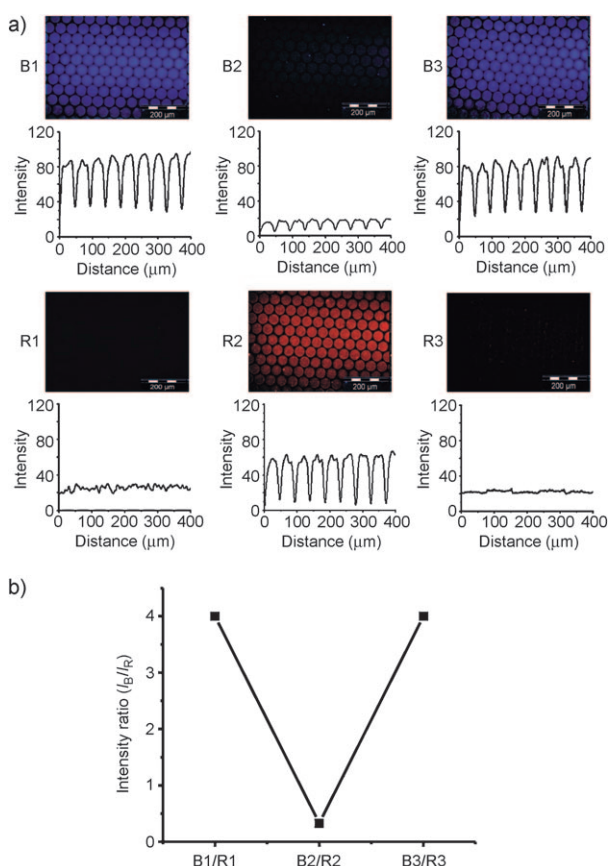 a)
B1
200 µm
B2
200 µm
B3
200 µm
120
80
40
0
Intensity
0 100 200 300 400
Distance (µm)
120
80
40
0
Intensity
0 100 200 300 400
Distance (µm)
120
80
40
0
Intensity
0 100 200 300 400
Distance (µm)
R1
200 µm
R2
200 µm
R3
200 µm
120
80
40
0
Intensity
0 100 200 300 400
Distance (µm)
120
80
40
0
Intensity
0 100 200 300 400
Distance (µm)
120
80
40
0
Intensity
0 100 200 300 400
Distance (µm)
b)
4
3
2
1
0
Intensity ratio (I_B/I_R)
B1/R1 B2/R2 B3/R3